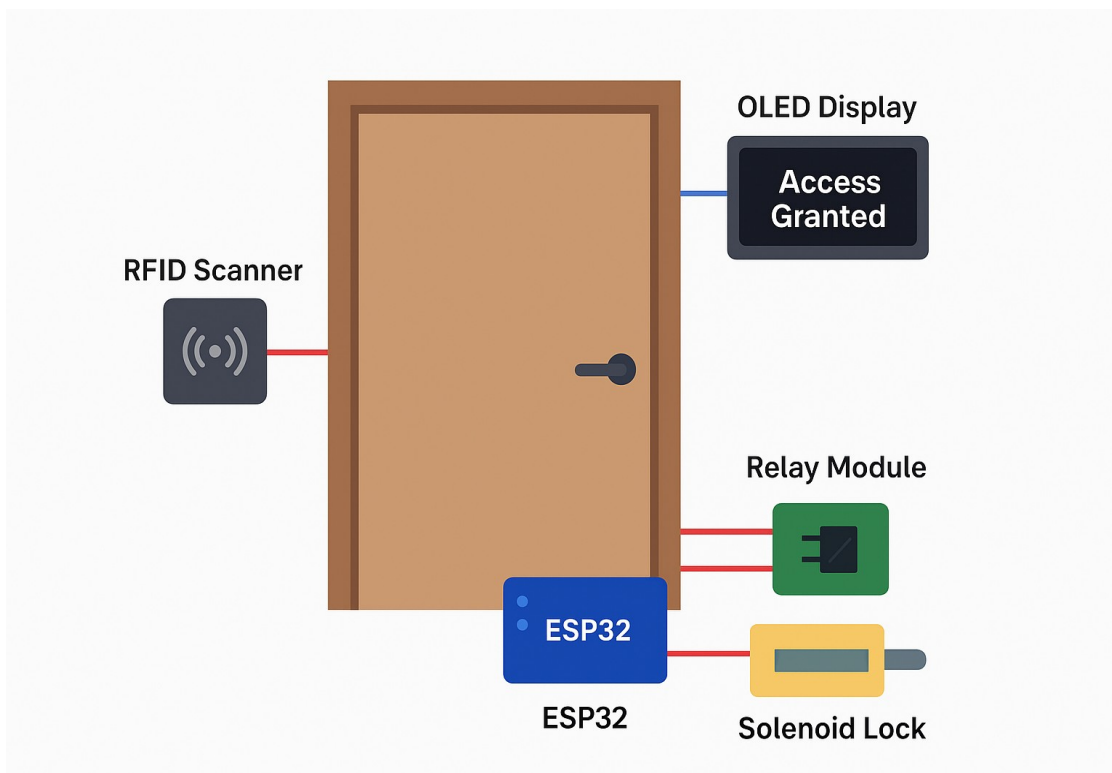 OLED Display
Access
Granted
RFID Scanner
Relay Module
ESP32
ESP32
Solenoid Lock